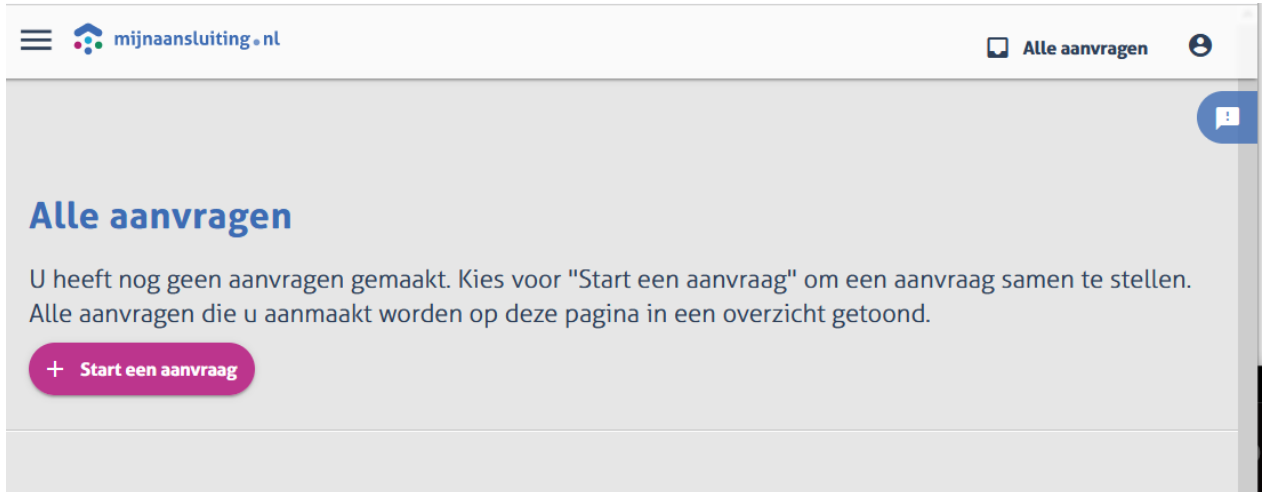 mijnaansluiting.nl
Alle aanvragen
Alle aanvragen
U heeft nog geen aanvragen gemaakt. Kies voor "Start een aanvraag" om een aanvraag samen te stellen.
Alle aanvragen die u aanmaakt worden op deze pagina in een overzicht getoond.
+ Start een aanvraag